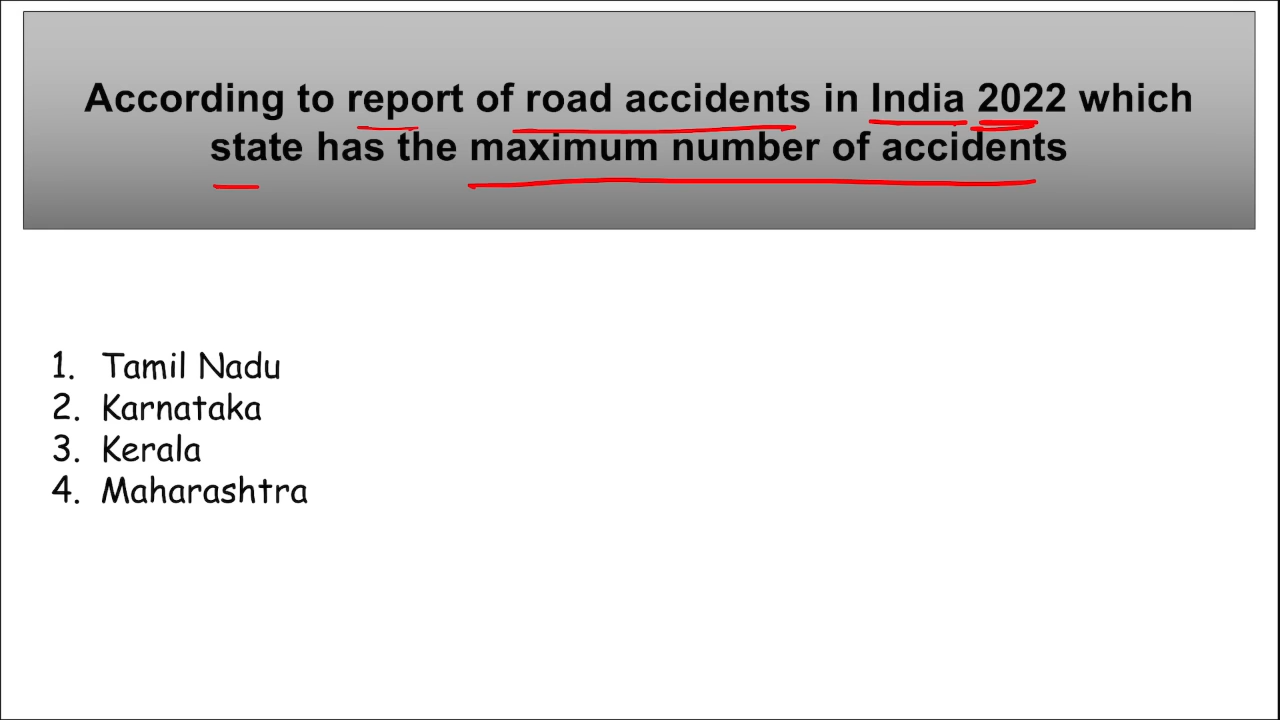 According to report of road accidents in India 2022 which
state has the maximum number of accidents
1. Tamil Nadu
2. Karnataka
3. Kerala
4. Maharashtra